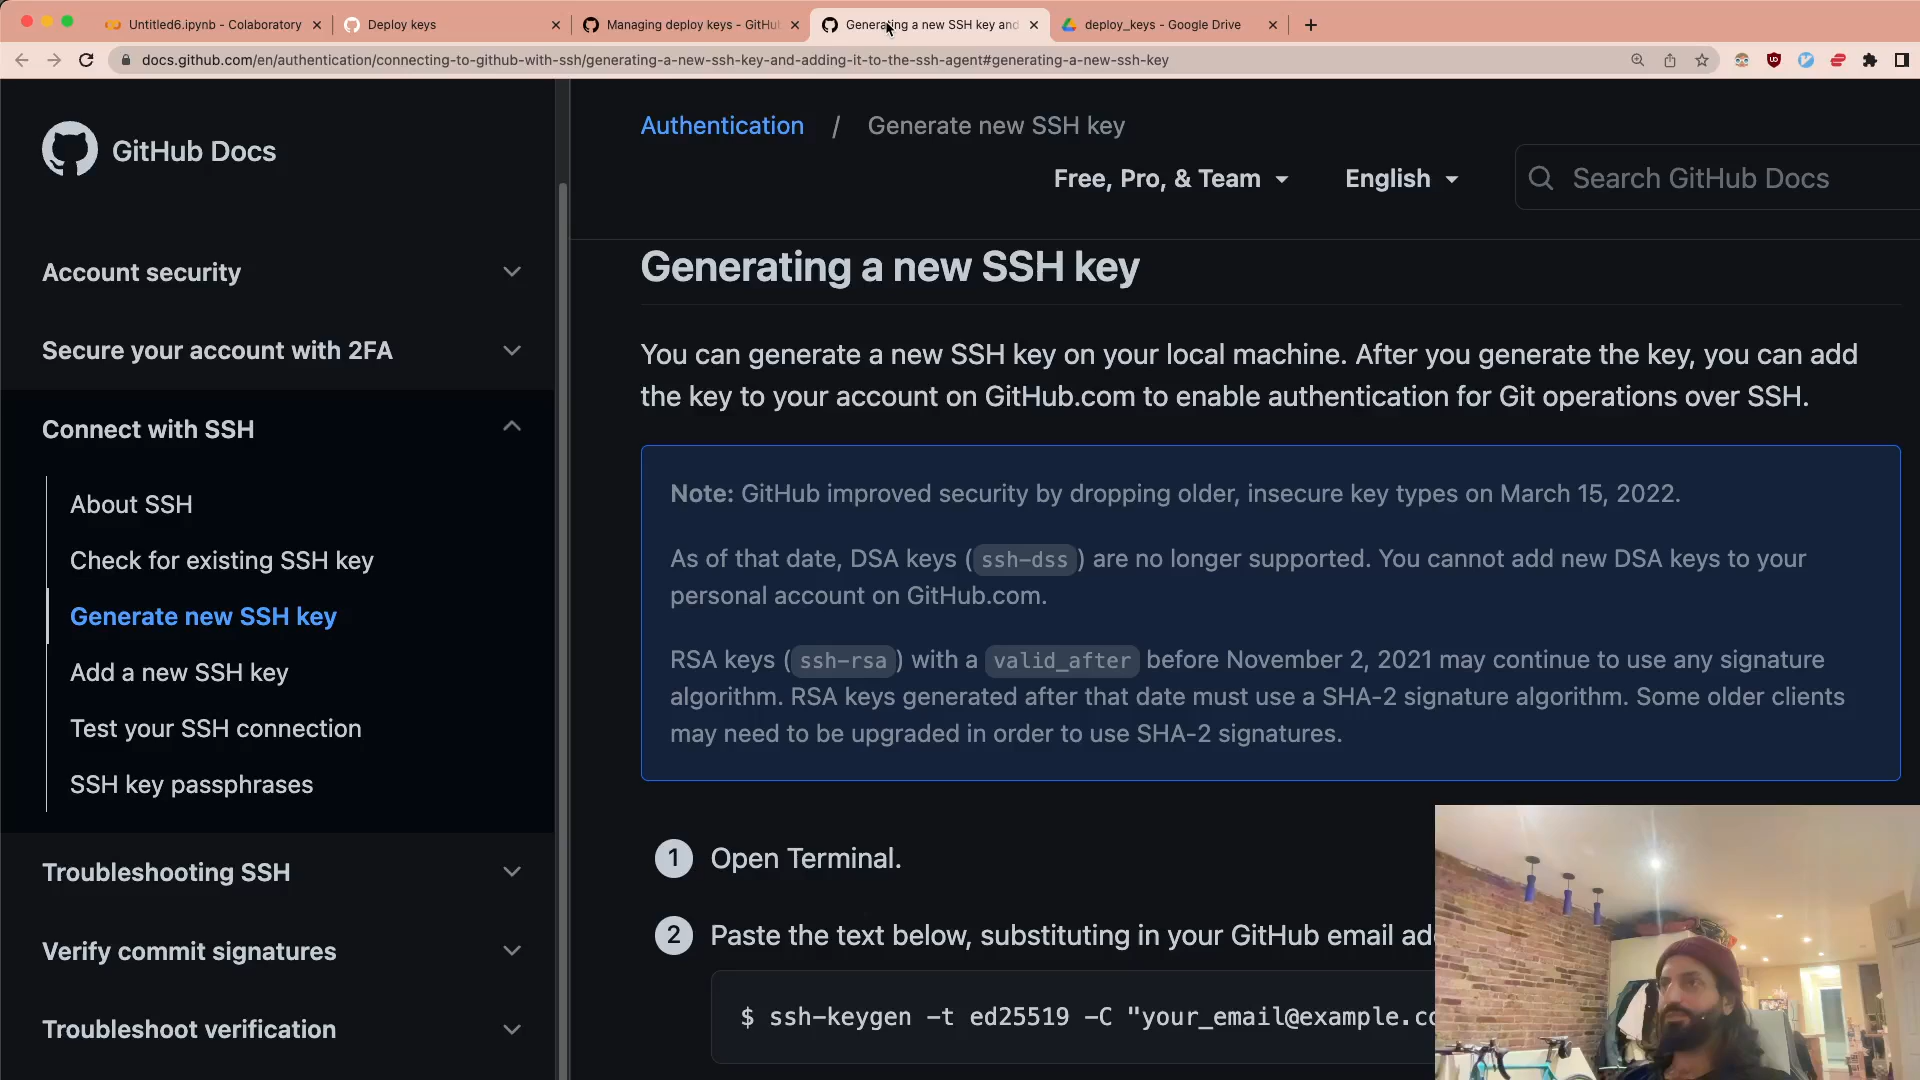 Untitled6.ipynb - Colaboratory
Deploy keys
Managing deploy keys - GitHu
Generating a new SSH key and
deploy_keys - Google Drive
docs.github.com/en/authentication/connecting-to-github-with-ssh/generating-a-new-ssh-key-and-adding-it-to-the-ssh-agent#generating-a-new-ssh-key
GitHub Docs
Account security
Secure your account with 2FA
Connect with SSH
About SSH
Check for existing SSH key
Generate new SSH key
Add a new SSH key
Test your SSH connection
SSH key passphrases
Troubleshooting SSH
Verify commit signatures
Troubleshoot verification
Authentication / Generate new SSH key
Free, Pro, & Team English Search GitHub Docs
Generating a new SSH key
You can generate a new SSH key on your local machine. After you generate the key, you can add
the key to your account on GitHub.com to enable authentication for Git operations over SSH.
Note: GitHub improved security by dropping older, insecure key types on March 15, 2022.
As of that date, DSA keys (ssh-dss) are no longer supported. You cannot add new DSA keys to your
personal account on GitHub.com.
RSA keys (ssh-rsa) with a valid_after before November 2, 2021 may continue to use any signature
algorithm. RSA keys generated after that date must use a SHA-2 signature algorithm. Some older clients
may need to be upgraded in order to use SHA-2 signatures.
1 Open Terminal.
2 Paste the text below, substituting in your GitHub email ad
$ ssh-keygen -t ed25519 -C "your_email@example.co